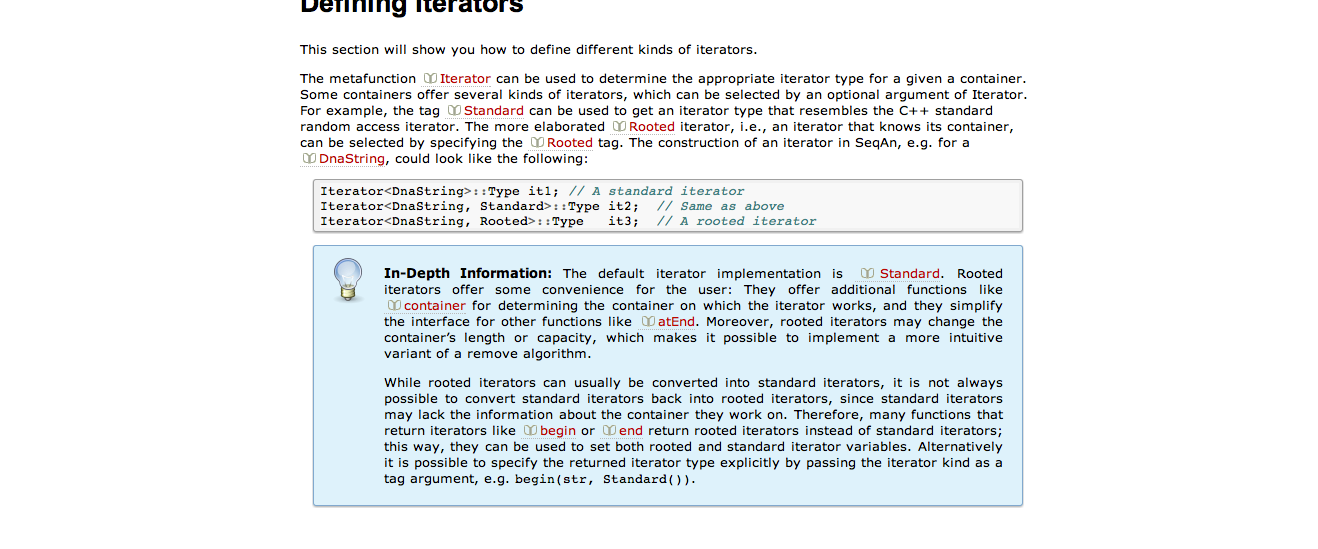 Defining Iterators
This section will show you how to define different kinds of iterators.
The metafunction Iterator can be used to determine the appropriate iterator type for a given a container.
Some containers offer several kinds of iterators, which can be selected by an optional argument of Iterator.
For example, the tag Standard can be used to get an iterator type that resembles the C++ standard
random access iterator. The more elaborated Rooted iterator, i.e., an iterator that knows its container,
can be selected by specifying the Rooted tag. The construction of an iterator in SeqAn, e.g. for a
DnaString, could look like the following:
Iterator<DnaString>::Type it1; // A standard iterator
Iterator<DnaString, Standard>::Type it2;  // Same as above
Iterator<DnaString, Rooted>::Type   it3;  // A rooted iterator
In-Depth Information: The default iterator implementation is Standard. Rooted
iterators offer some convenience for the user: They offer additional functions like
container for determining the container on which the iterator works, and they simplify
the interface for other functions like atEnd. Moreover, rooted iterators may change the
container's length or capacity, which makes it possible to implement a more intuitive
variant of a remove algorithm.
While rooted iterators can usually be converted into standard iterators, it is not always
possible to convert standard iterators back into rooted iterators, since standard iterators
may lack the information about the container they work on. Therefore, many functions that
return iterators like begin or end return rooted iterators instead of standard iterators;
this way, they can be used to set both rooted and standard iterator variables. Alternatively
it is possible to specify the returned iterator type explicitly by passing the iterator kind as a
tag argument, e.g. begin(str, Standard()).